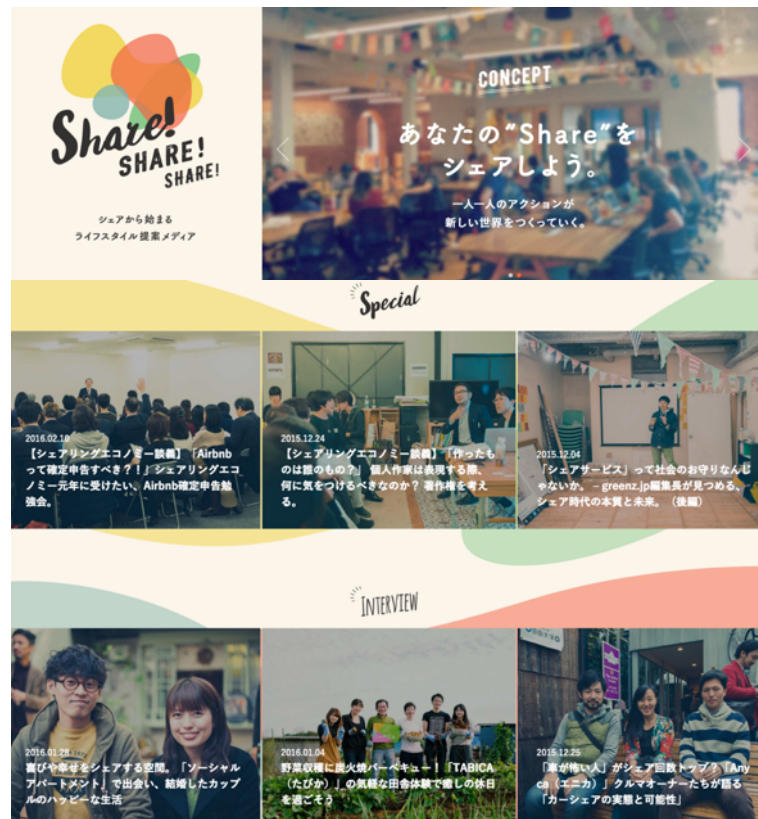 Share!
SHARE!
SHARE!
シェアから始まる
ライフスタイル提案メディア
CONCEPT
あなたの“Share”を
シェアしよう。
一人一人のアクションが
新しい世界をつくっていく。
Special
2016.02.10
【シェアリングエコノミー談義】「Airbnb
って確定申告すべき？！」シェアリングエコ
ノミー元年に受けたい、Airbnb確定申告勉
強会。
2015.12.24
【シェアリングエコノミー談義】「作ったも
のは誰のもの？」 個人作家は表現する際、
何に気をつけるべきなのか？ 著作権を考え
る。
2015.12.04
「シェアサービス」って社会のお守りなんじ
ゃないか。 – greenz.jp編集長が見つめる、
シェア時代の本質と未来。（後編）
INTERVIEW
2016.01.28
喜びや幸せをシェアする空間。「ソーシャル
アパートメント」で出会い、結婚したカップ
ルのハッピーな生活
2016.01.04
野菜収穫に炭火焼バーベキュー！「TABICA
（たびか）」の気軽な田舎体験で癒しの休日
を過ごそう
2015.12.25
「車が怖い人」がシェア回数トップ？「Any
ca（エニカ）」クルマオーナーたちが語る
「カーシェアの実態と可能性」